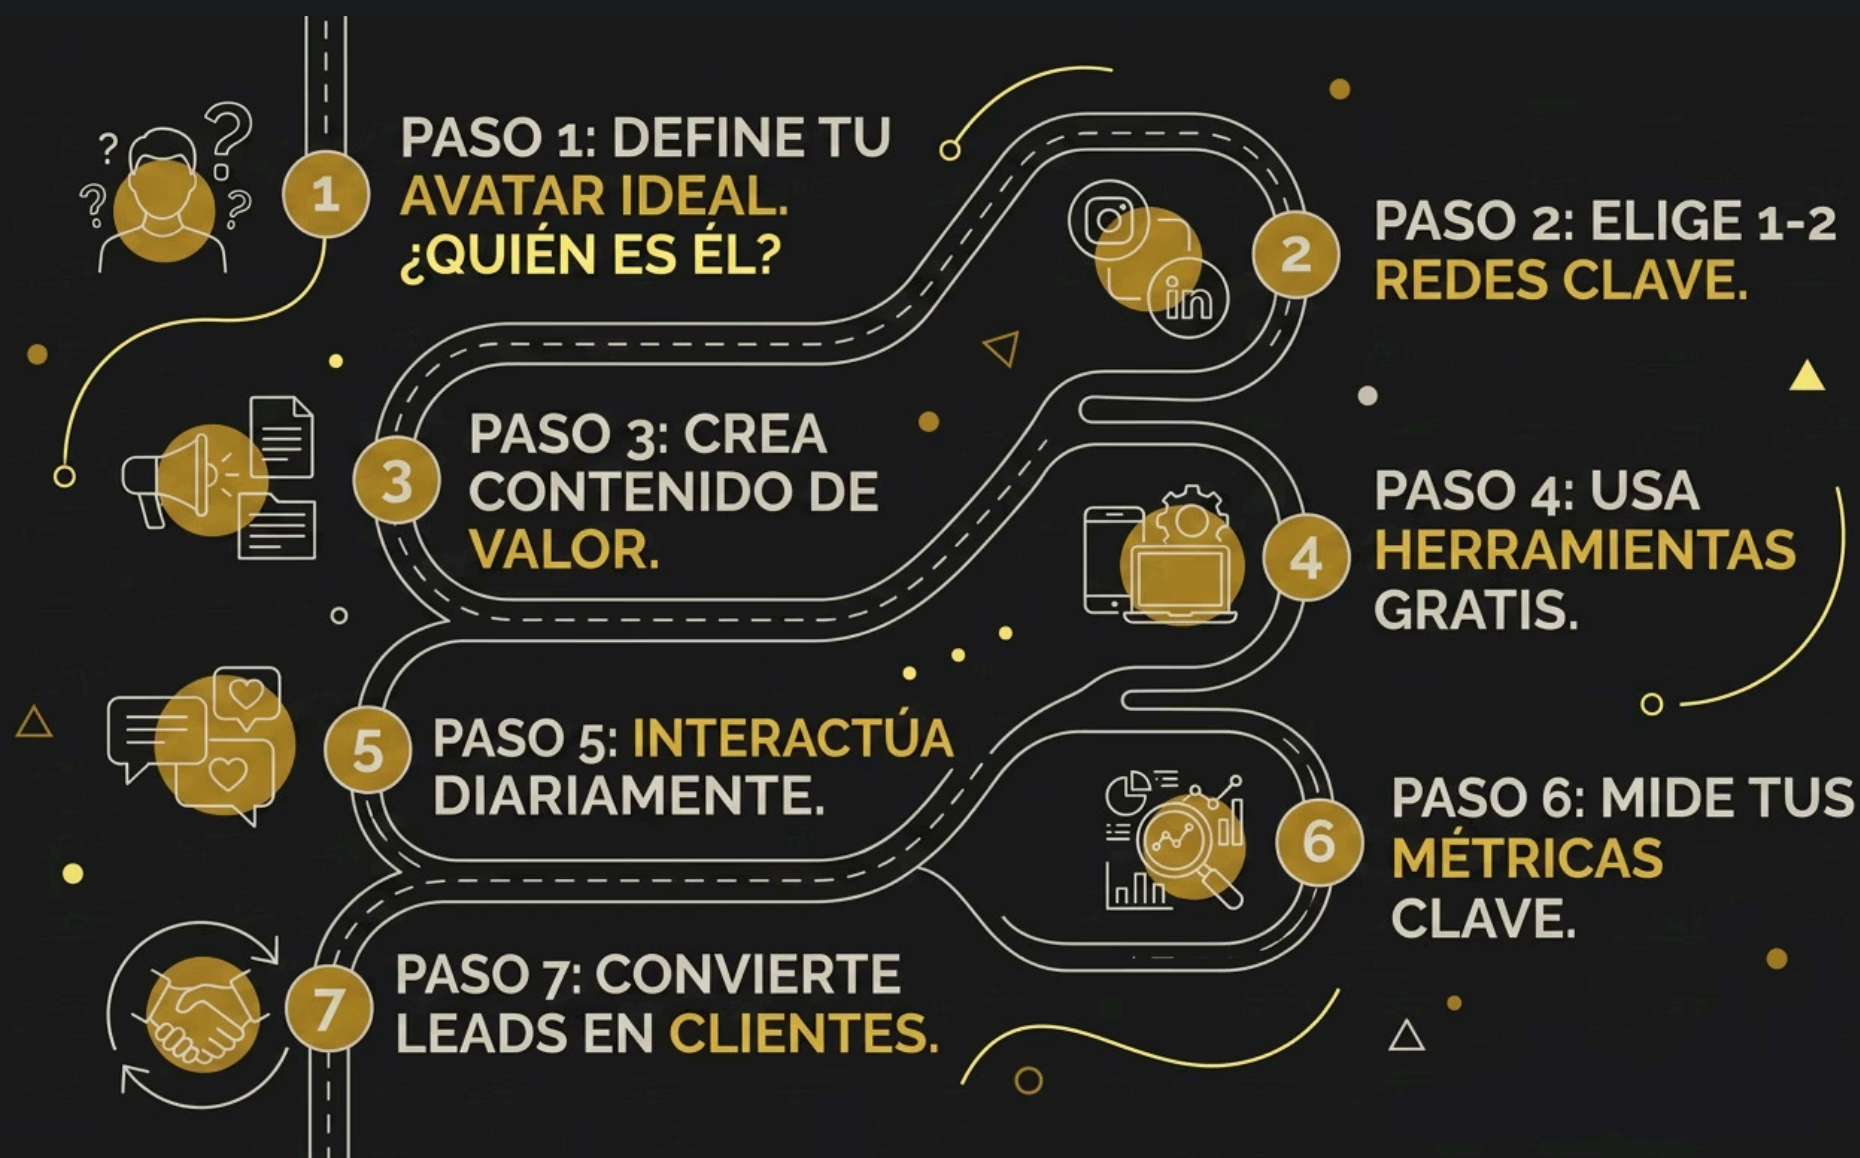 1
PASO 1: DEFINE TU
AVATAR IDEAL.
¿QUIÉN ES ÉL?
2
PASO 2: ELIGE 1-2
REDES CLAVE.
in
3
PASO 3: CREA
CONTENIDO DE
VALOR.
4
PASO 4: USA
HERRAMIENTAS
GRATIS.
5
PASO 5: INTERACTÚA
DIARIAMENTE.
6
PASO 6: MIDE TUS
MÉTRICAS
CLAVE.
7
PASO 7: CONVIERTE
LEADS EN CLIENTES.